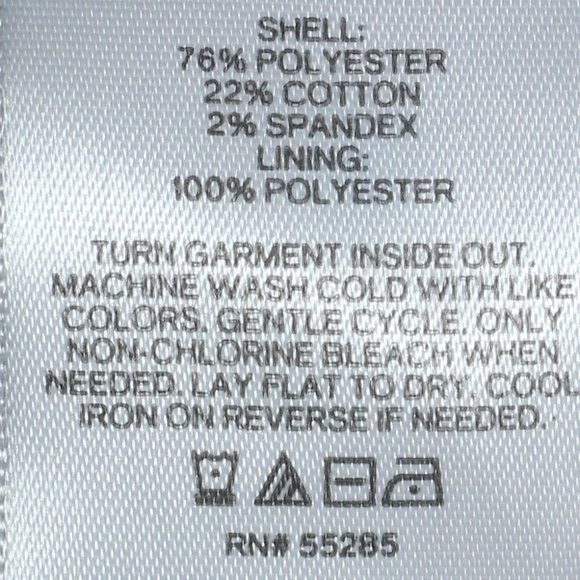 SHELL:
76% POLYESTER
22% COTTON
2% SPANDEX
LINING:
100% POLYESTER
TURN GARMENT INSIDE OUT.
MACHINE WASH COLD WITH LIKE
COLORS. GENTLE CYCLE. ONLY
NON-CHLORINE BLEACH WHEN
NEEDED. LAY FLAT TO DRY. COOL
IRON ON REVERSE IF NEEDED.
RN# 55285